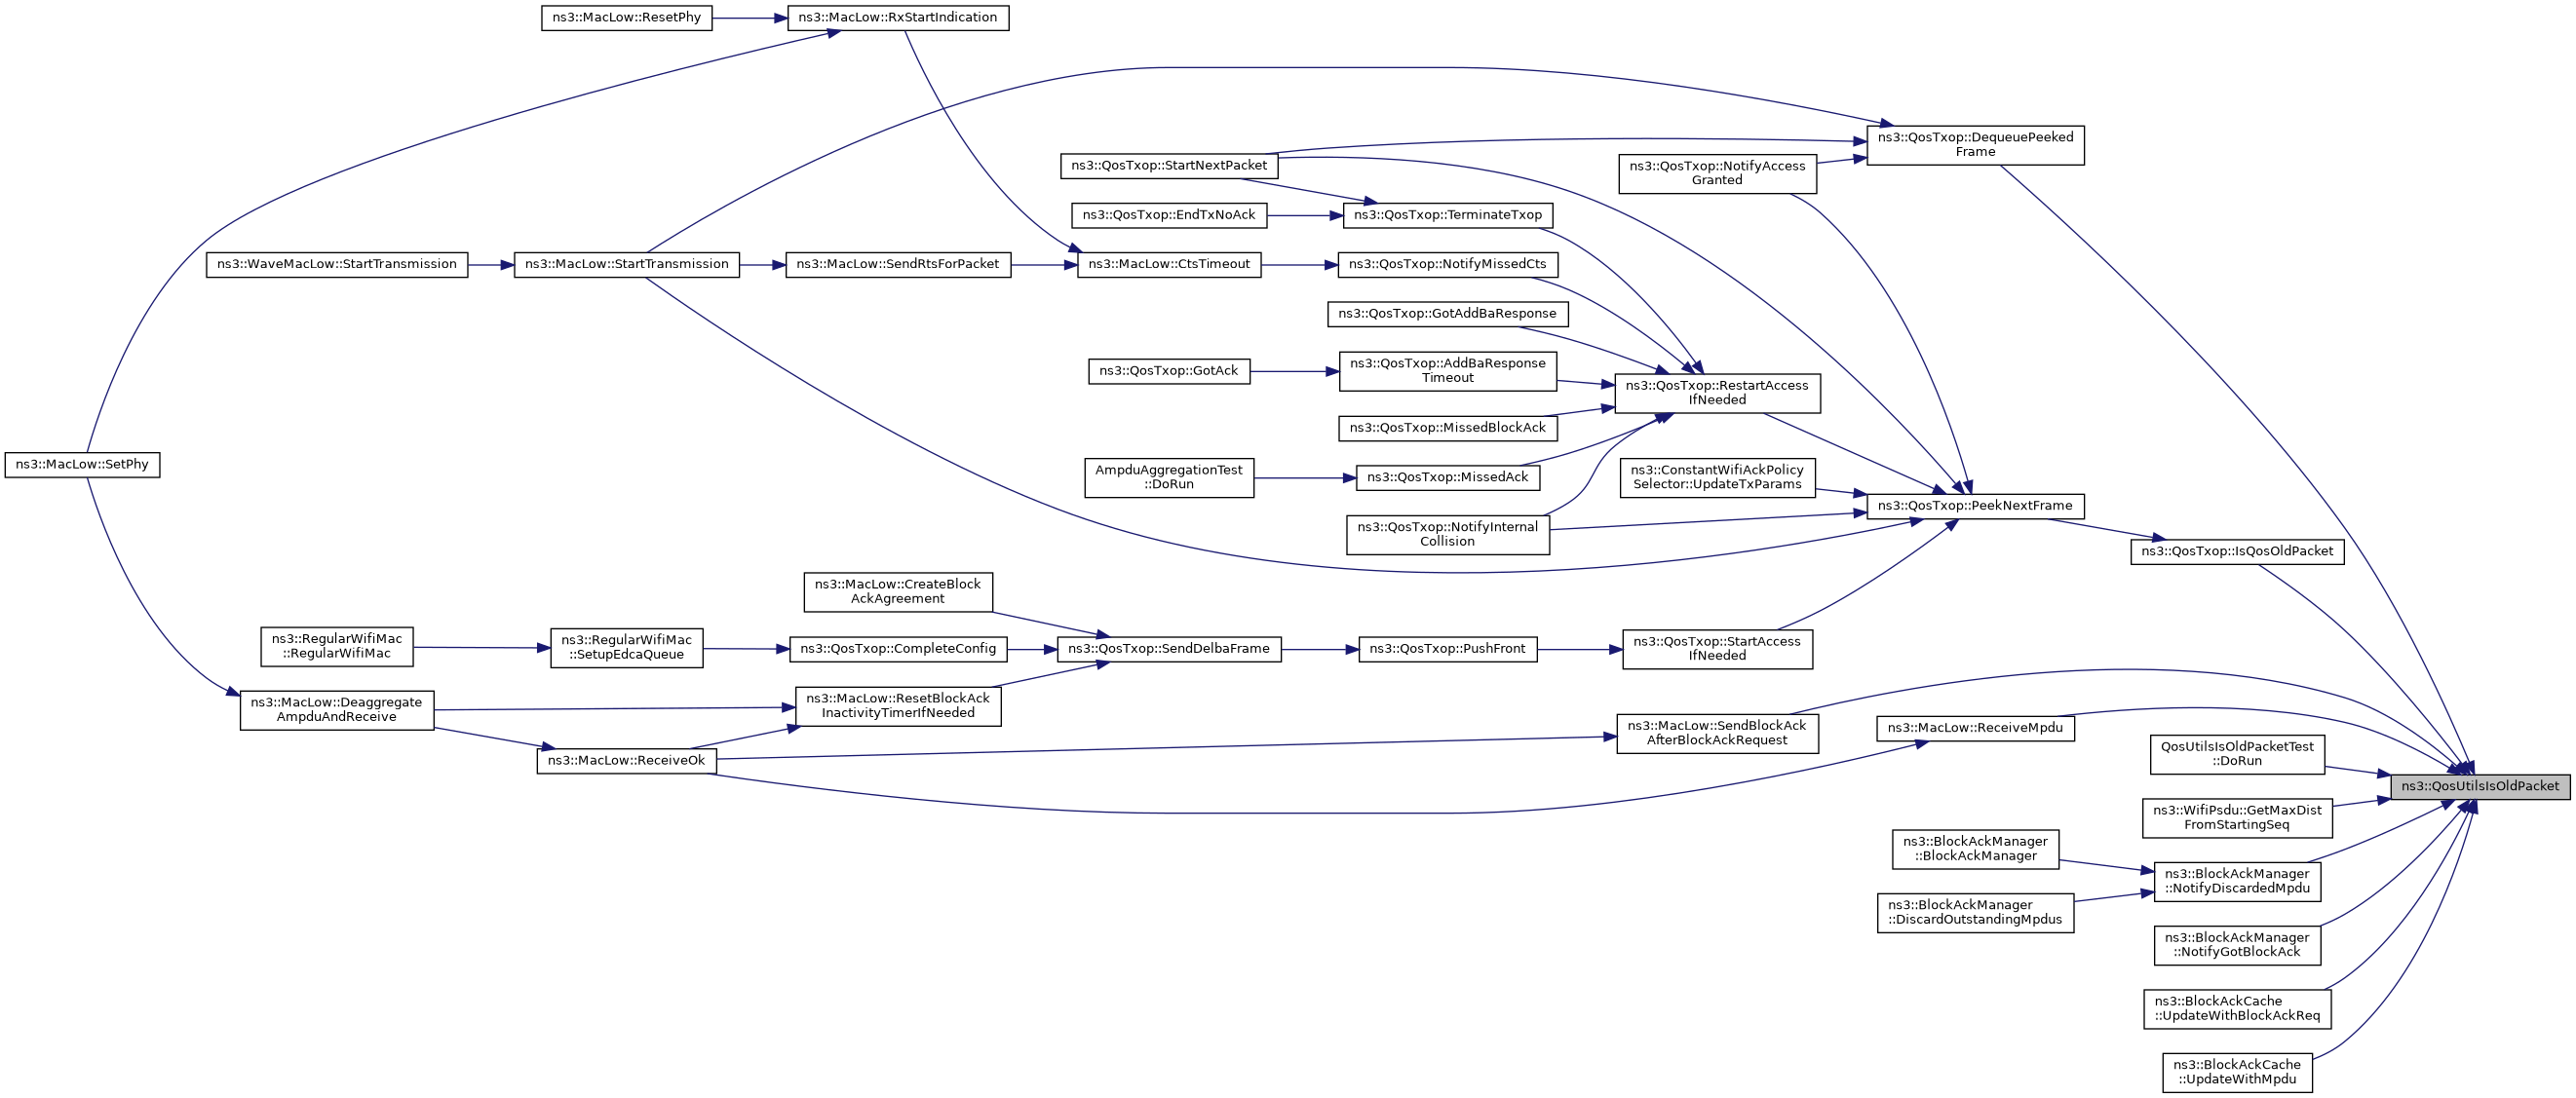 ns3::MacLow::ResetPhy
ns3::MacLow::RxStartIndication
ns3::QosTxop::DequeuePeeked
Frame
ns3::QosTxop::StartNextPacket
ns3::QosTxop::NotifyAccess
Granted
ns3::QosTxop::EndTxNoAck
ns3::QosTxop::TerminateTxop
ns3::WaveMacLow::StartTransmission
ns3::MacLow::StartTransmission
ns3::MacLow::SendRtsForPacket
ns3::MacLow::CtsTimeout
ns3::QosTxop::NotifyMissedCts
ns3::QosTxop::GotAddBaResponse
ns3::QosTxop::GotAck
ns3::QosTxop::AddBaResponse
Timeout
ns3::QosTxop::RestartAccess
IfNeeded
ns3::QosTxop::MissedBlockAck
ns3::MacLow::SetPhy
AmpduAggregationTest
::DoRun
ns3::QosTxop::MissedAck
ns3::ConstantWifiAckPolicy
Selector::UpdateTxParams
ns3::QosTxop::PeekNextFrame
ns3::QosTxop::NotifyInternal
Collision
ns3::QosTxop::IsQosOldPacket
ns3::MacLow::CreateBlock
AckAgreement
ns3::RegularWifiMac
::RegularWifiMac
ns3::RegularWifiMac
::SetupEdcaQueue
ns3::QosTxop::CompleteConfig
ns3::QosTxop::SendDelbaFrame
ns3::QosTxop::PushFront
ns3::QosTxop::StartAccess
IfNeeded
ns3::MacLow::Deaggregate
AmpduAndReceive
ns3::MacLow::ResetBlockAck
InactivityTimerIfNeeded
ns3::MacLow::SendBlockAck
AfterBlockAckRequest
ns3::MacLow::ReceiveMpdu
ns3::MacLow::ReceiveOk
QosUtilsIsOldPacketTest
::DoRun
ns3::QosUtilsIsOldPacket
ns3::WifiPsdu::GetMaxDist
FromStartingSeq
ns3::BlockAckManager
::BlockAckManager
ns3::BlockAckManager
::NotifyDiscardedMpdu
ns3::BlockAckManager
::DiscardOutstandingMpdus
ns3::BlockAckManager
::NotifyGotBlockAck
ns3::BlockAckCache
::UpdateWithBlockAckReq
ns3::BlockAckCache
::UpdateWithMpdu